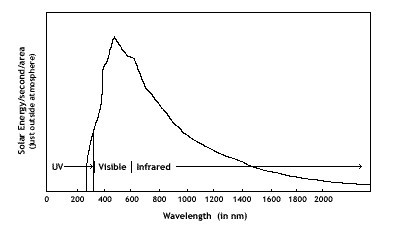 Solar Energy/second/area
(Just outside atmosphere)
UV Visible Infrared
0 200 400 600 800 1000 1200 1400 1600 1800 2000
Wavelength (in nm)